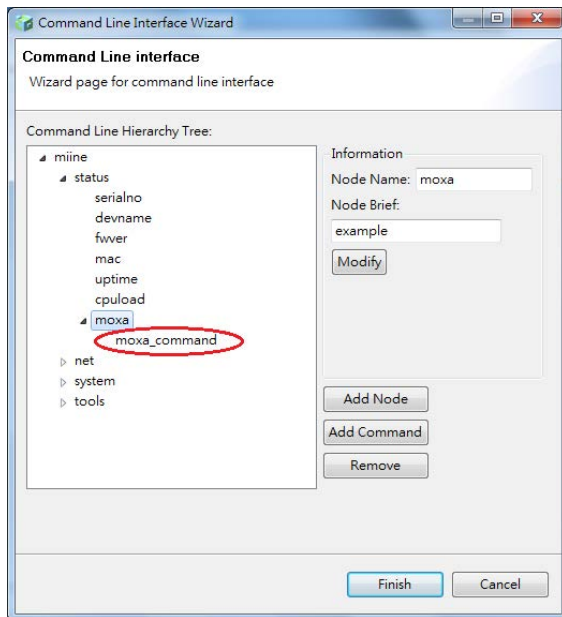 Command Line Interface Wizard
Command Line interface
Wizard page for command line interface
Command Line Hierarchy Tree:
miine
status
serialno
devname
fwver
mac
uptime
cpuload
moxa
moxa_command
net
system
tools
Information
Node Name: moxa
Node Brief:
example
Modify
Add Node
Add Command
Remove
Finish Cancel